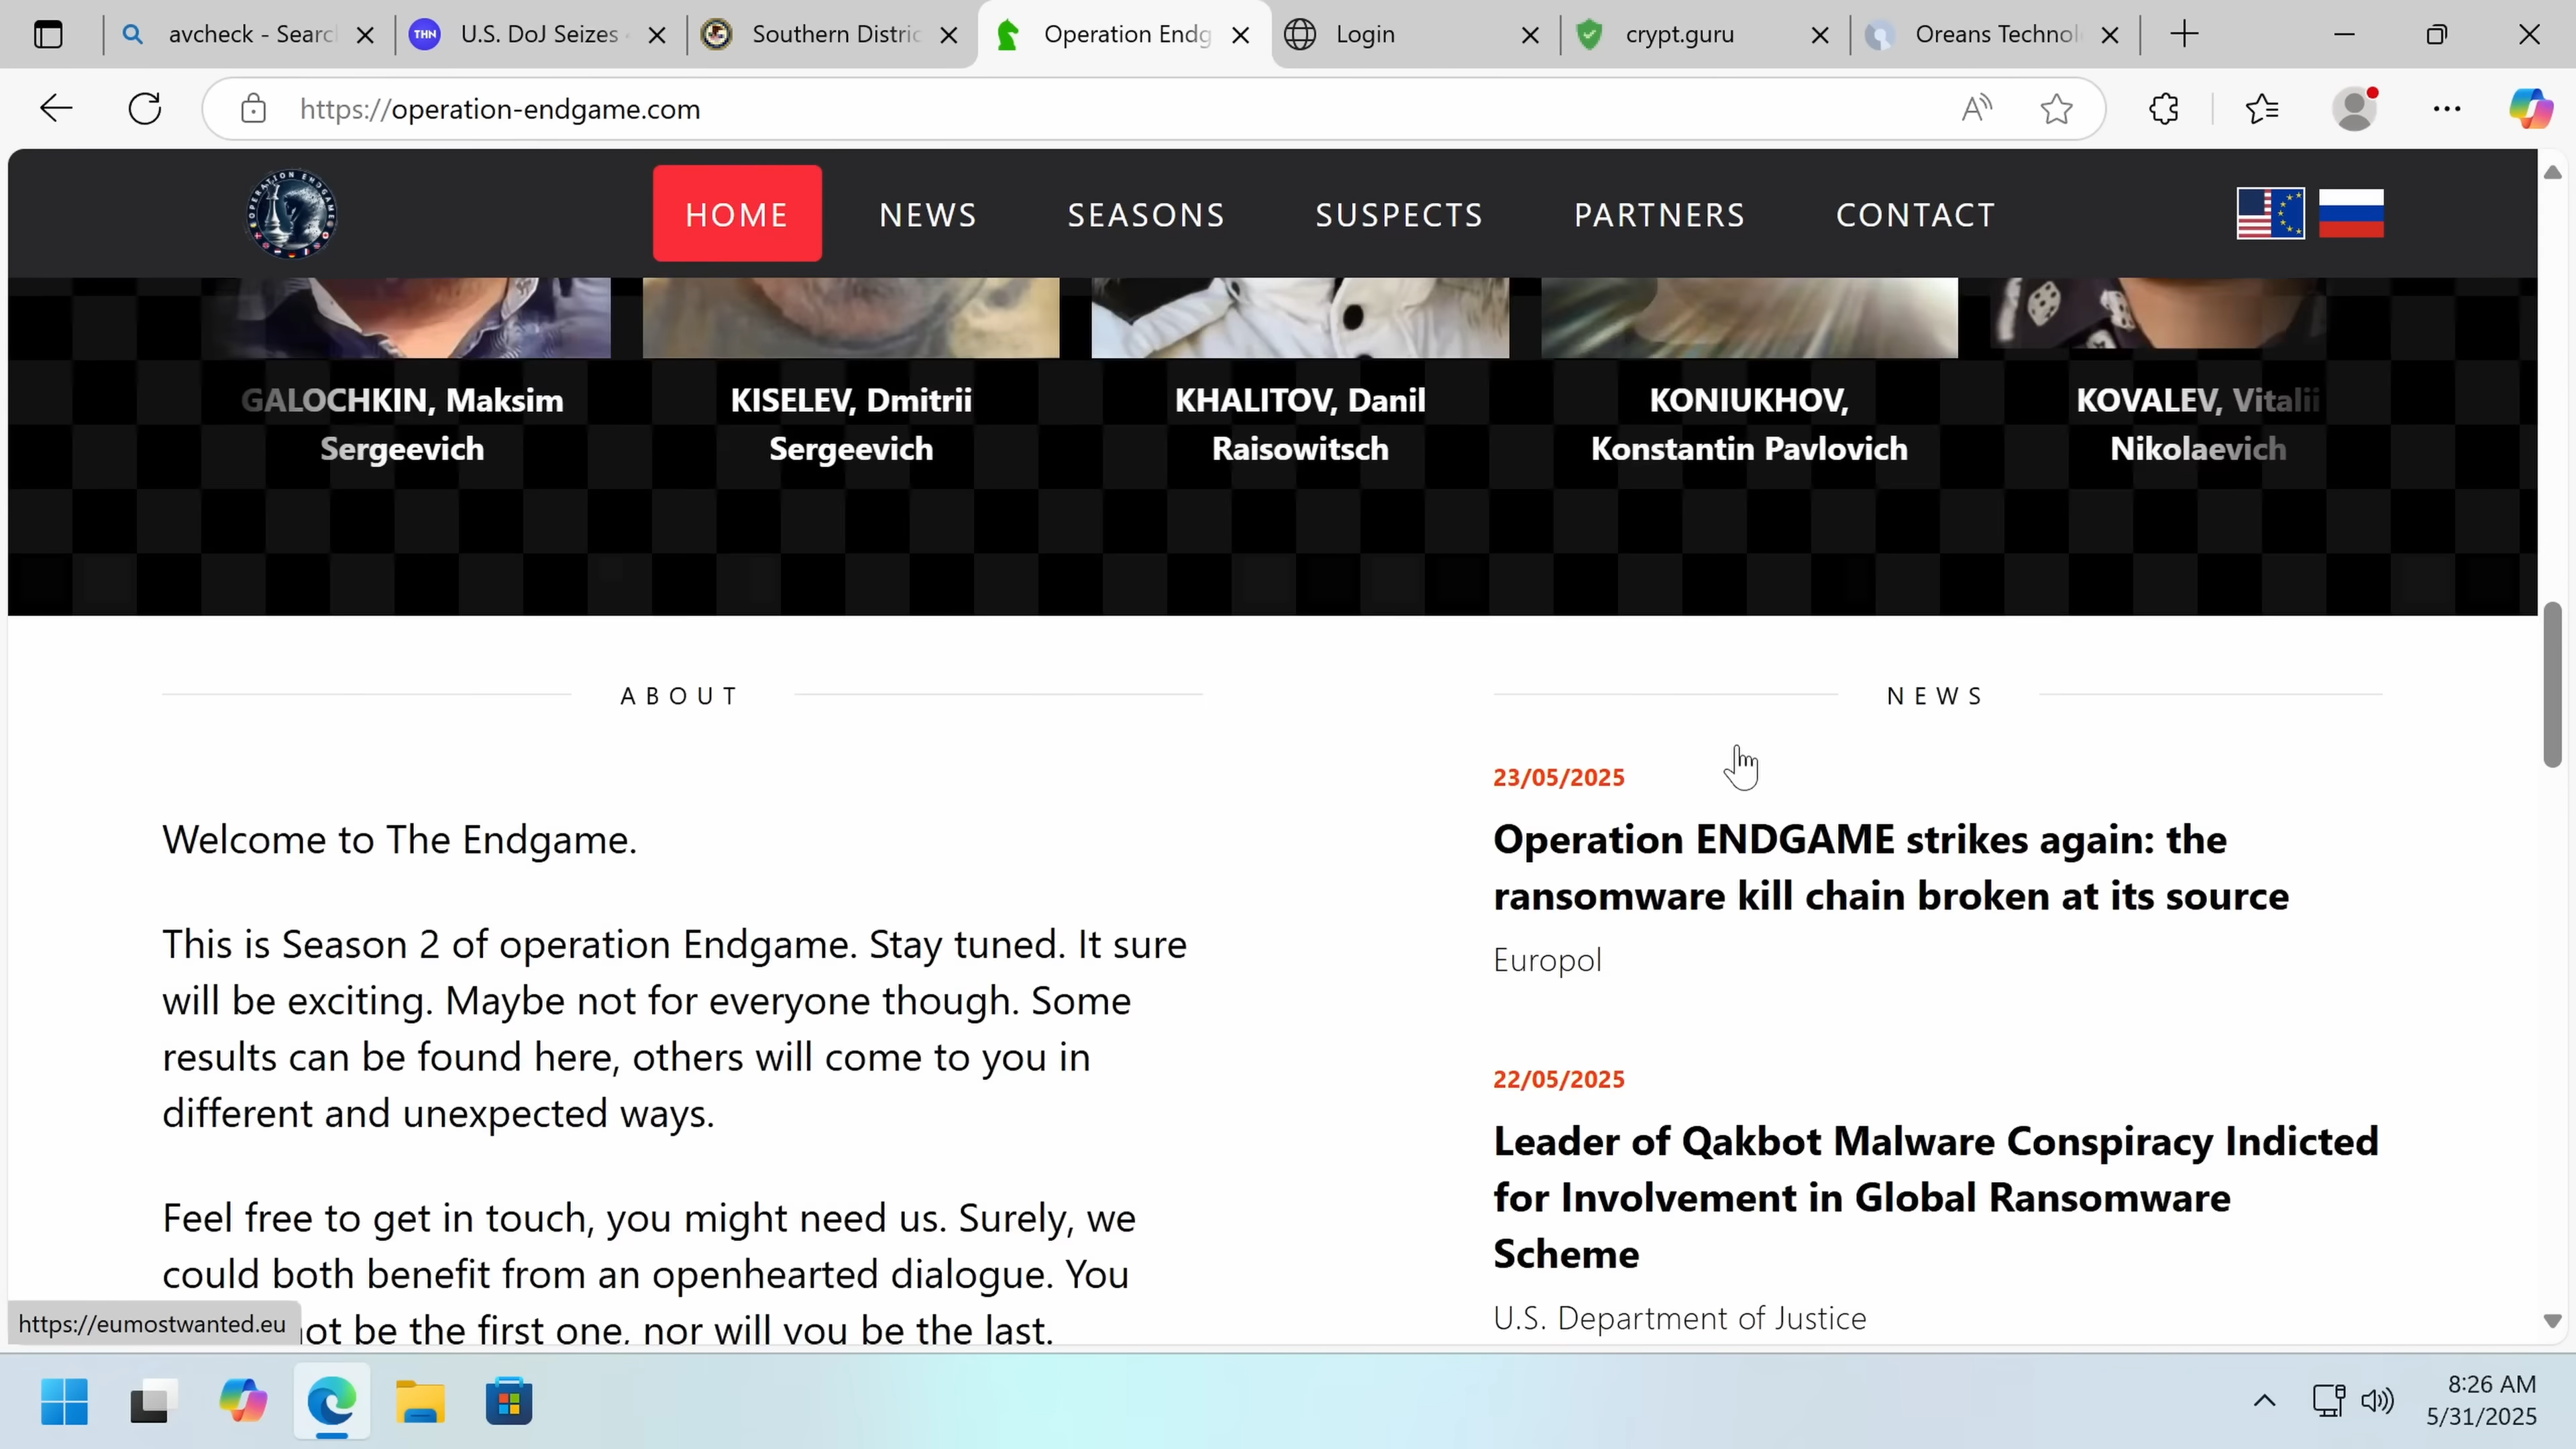 avcheck - Searc
THN
U.S. DoJ Seizes
Southern Distric
Operation Endg
Login
crypt.guru
Oreans Technol
https://operation-endgame.com
OPERATION ENDGAME
HOME
NEWS
SEASONS
SUSPECTS
PARTNERS
CONTACT
GALOCHKIN, Maksim
Sergeevich
KISELEV, Dmitrii
Sergeevich
KHALITOV, Danil
Raisowitsch
KONIUKHOV,
Konstantin Pavlovich
KOVALEV, Vitalii
Nikolaevich
ABOUT
Welcome to The Endgame.
This is Season 2 of operation Endgame. Stay tuned. It sure
will be exciting. Maybe not for everyone though. Some
results can be found here, others will come to you in
different and unexpected ways.
Feel free to get in touch, you might need us. Surely, we
could both benefit from an openhearted dialogue. You
not be the first one, nor will you be the last.
NEWS
23/05/2025
Operation ENDGAME strikes again: the
ransomware kill chain broken at its source
Europol
22/05/2025
Leader of Qakbot Malware Conspiracy Indicted
for Involvement in Global Ransomware
Scheme
U.S. Department of Justice
https://eumostwanted.eu
8:26 AM
5/31/2025